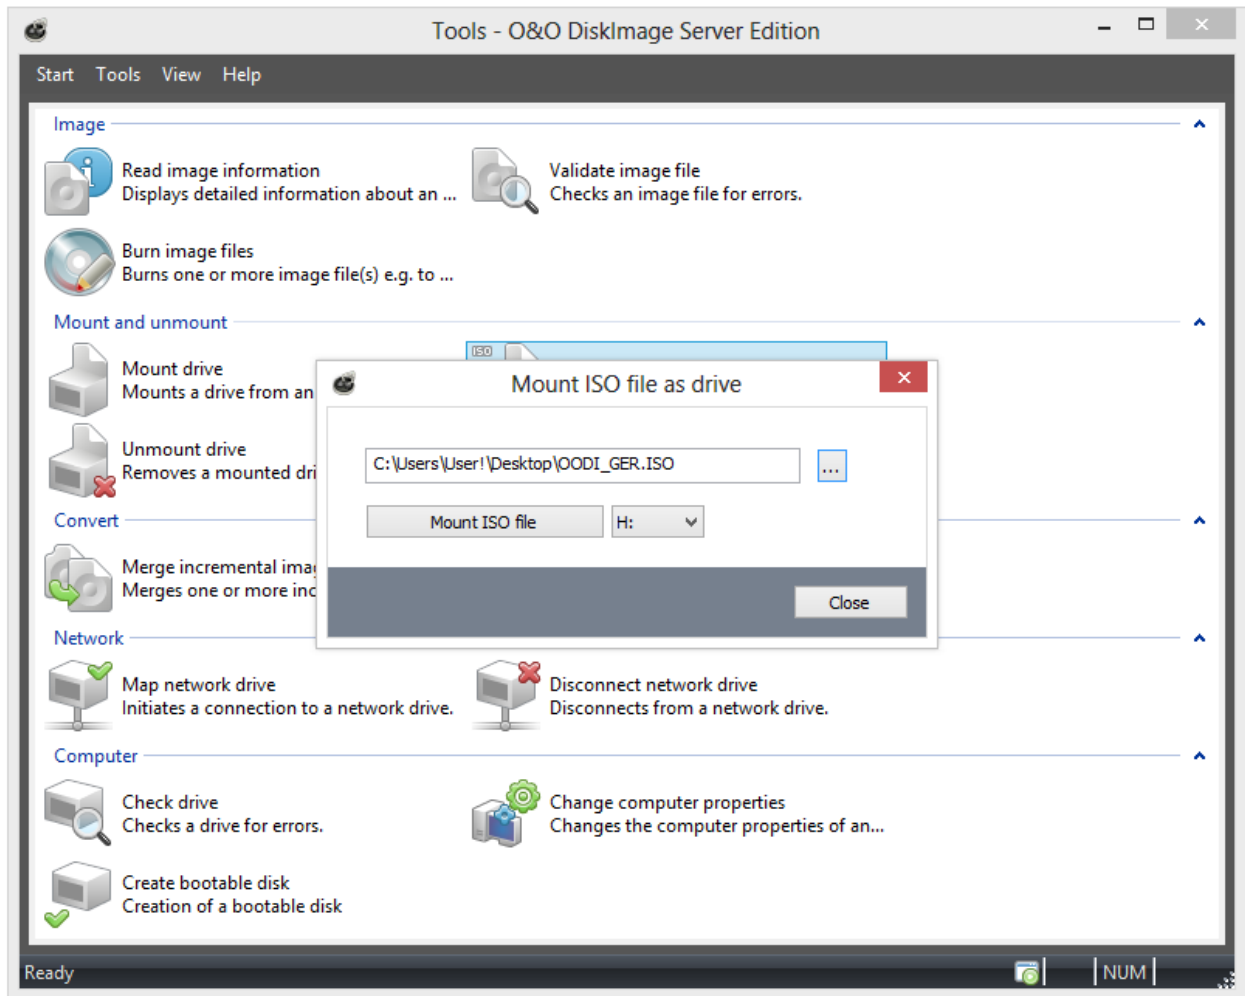 Tools - O&O DiskImage Server Edition
Start Tools View Help
Image
Read image information
Displays detailed information about an ...
Validate image file
Checks an image file for errors.
Burn image files
Burns one or more image file(s) e.g. to ...
Mount and unmount
Mount drive
Mounts a drive from an
ISO
Unmount drive
Removes a mounted dri
Mount ISO file as drive
C:\Users\User!\Desktop\OODI_GER.ISO
...
Mount ISO file
H:
Close
Convert
Merge incremental imag
Merges one or more inc
Network
Map network drive
Initiates a connection to a network drive.
Disconnect network drive
Disconnects from a network drive.
Computer
Check drive
Checks a drive for errors.
Change computer properties
Changes the computer properties of an...
Create bootable disk
Creation of a bootable disk
Ready
NUM